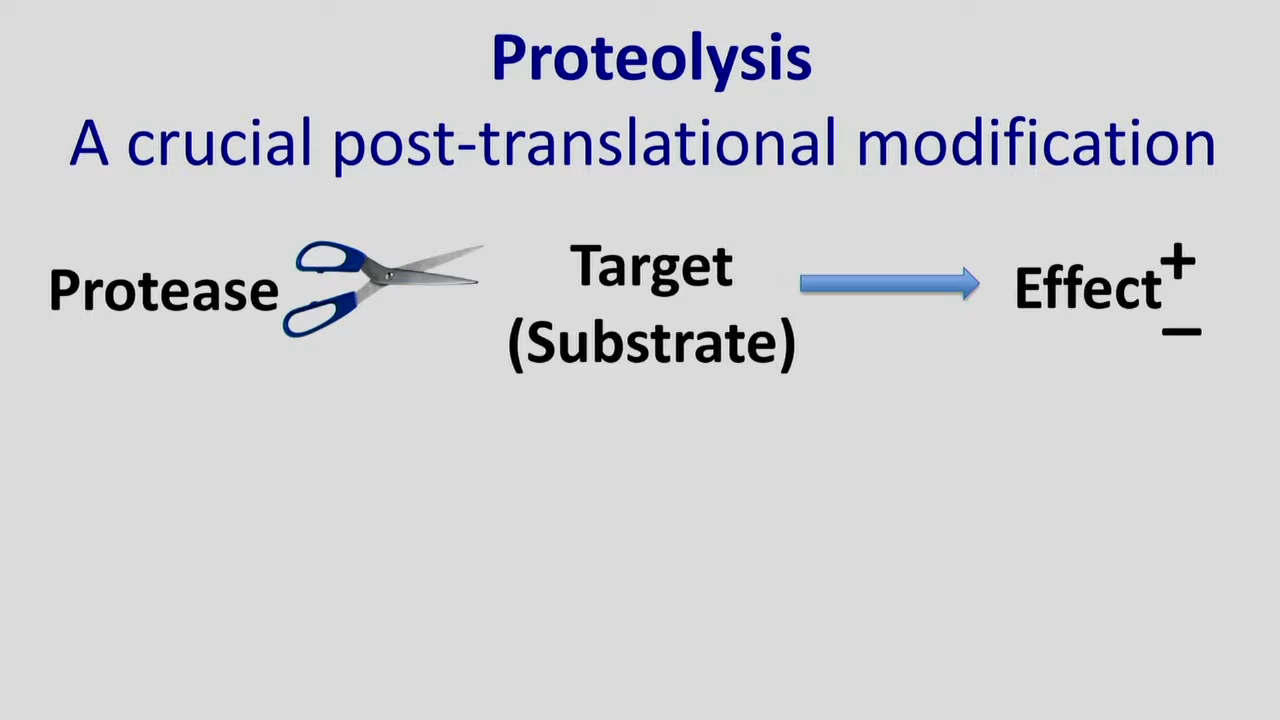 Proteolysis
A crucial post-translational modification
Protease
Target
(Substrate)
Effect + –